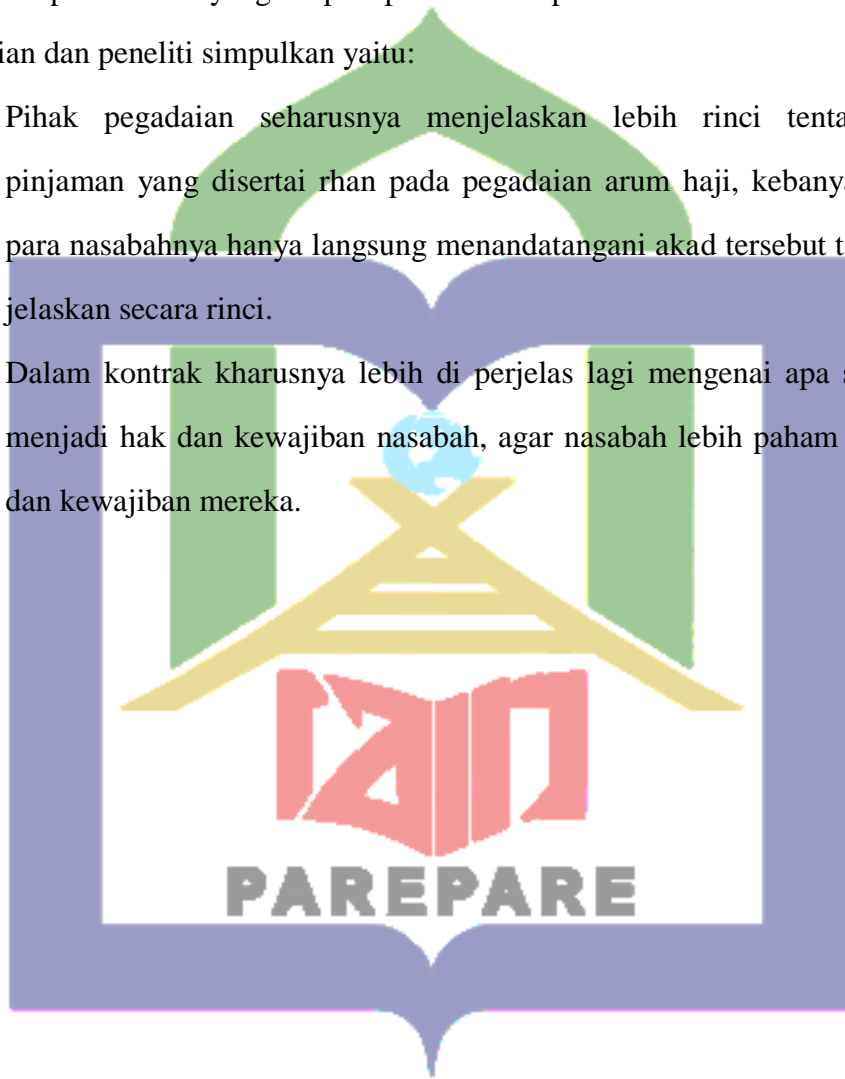 yang
ian dan peneliti simpulkan yaitu:
Pihak pegadaian seharusnya menjelaskan lebih rinci tenta
pinjaman yang disertai rhan pada pegadaian arum haji, kebanya
para nasabahnya hanya langsung menandatangani akad tersebut t
jelaskan secara rinci.
Dalam kontrak kharusnya lebih di perjelas lagi mengenai apa s
menjadi hak dan kewajiban nasabah, agar nasabah lebih paham
dan kewajiban mereka.
iain
PAREPARE